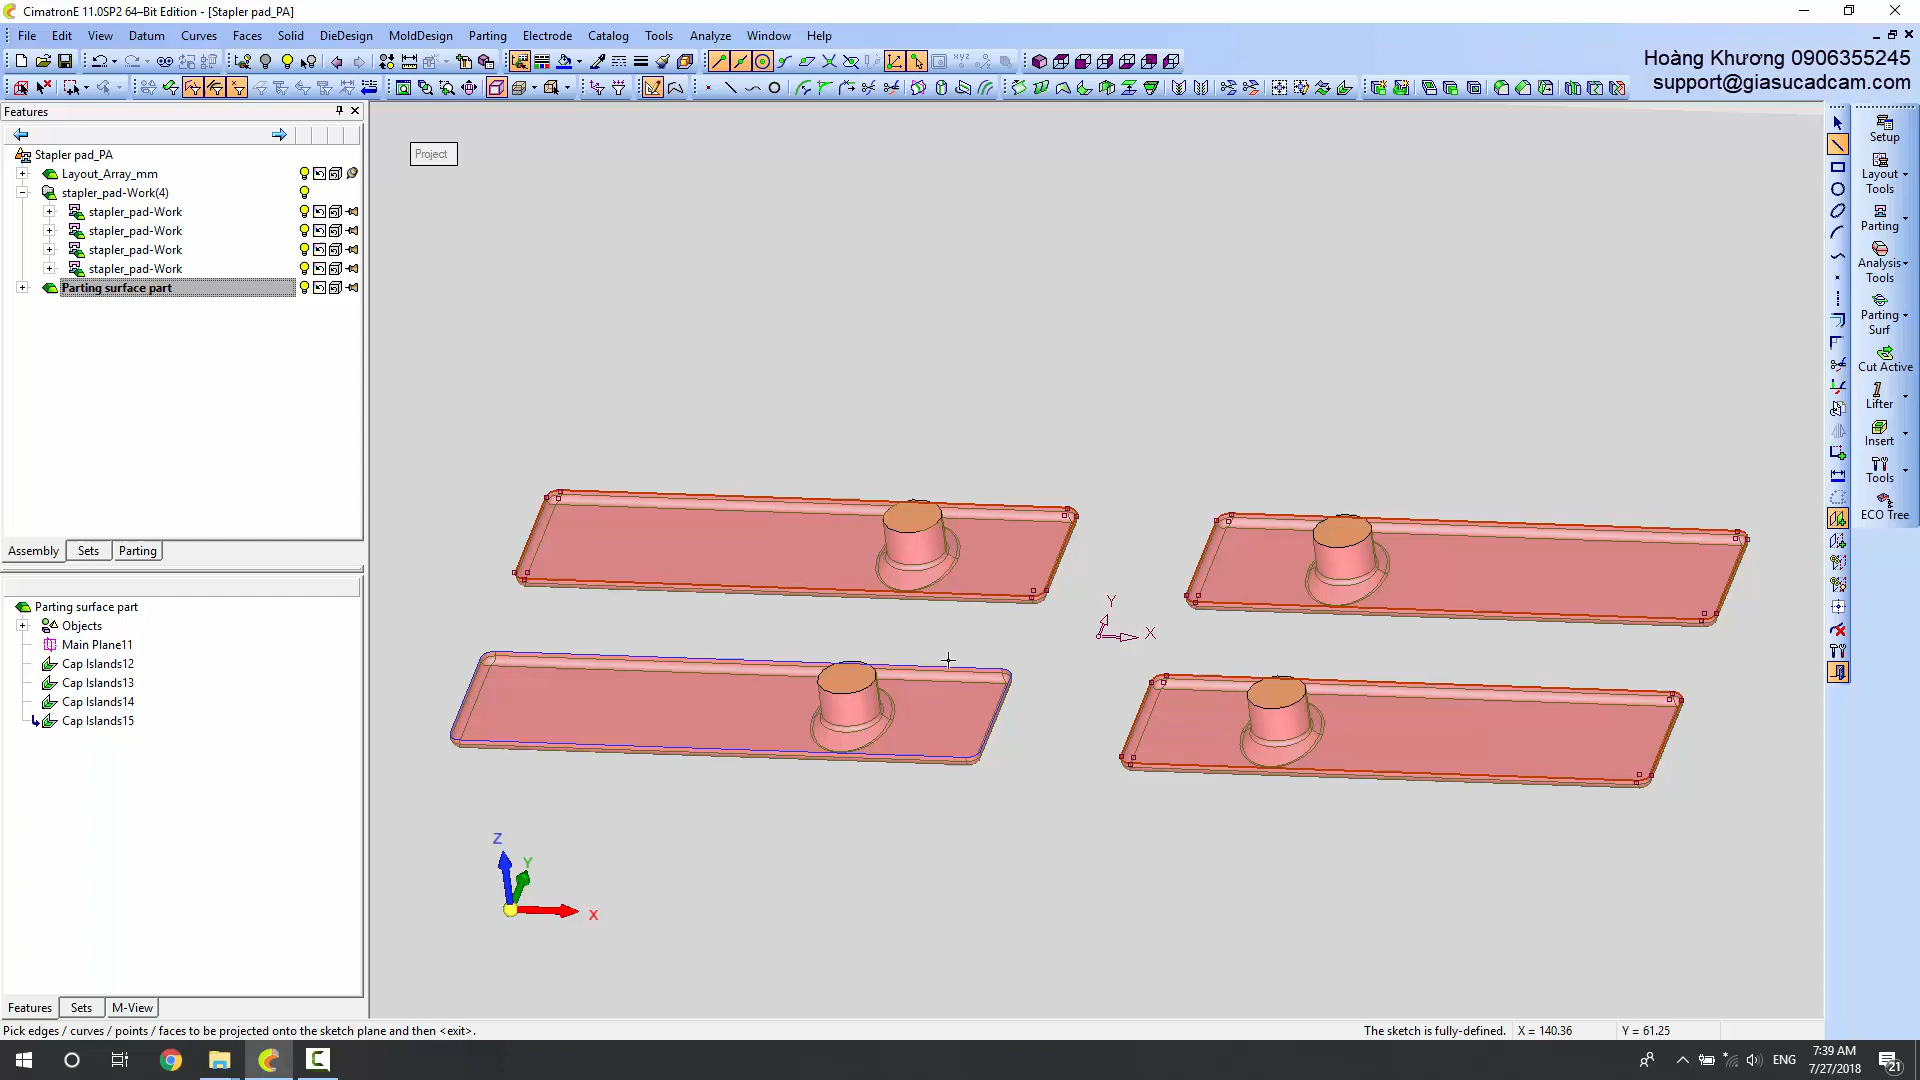 CimatronE 11.0SP2 64–Bit Edition - [Stapler pad_PA]
File Edit View Datum Curves Faces Solid DieDesign MoldDesign Parting Electrode Catalog Tools Analyze Window Help
Hoàng Khương 0906355245
support@giasucadcam.com
Features
Stapler pad_PA
Layout_Array_mm
stapler_pad-Work(4)
stapler_pad-Work
stapler_pad-Work
stapler_pad-Work
stapler_pad-Work
Parting surface part
Assembly Sets Parting
Parting surface part
Objects
Main Plane11
Cap Islands12
Cap Islands13
Cap Islands14
Cap Islands15
Features Sets M-View
Project
Y
X
Z
Y
X
Setup
Layout
Tools
Parting
Analysis
Tools
Parting
Surf
Cut Active
Lifter
Insert
Tools
ECO Tree
Pick edges / curves / points / faces to be projected onto the sketch plane and then <exit>.
The sketch is fully-defined. X = 140.36 Y = 61.25
ENG
7:39 AM
7/27/2018
21